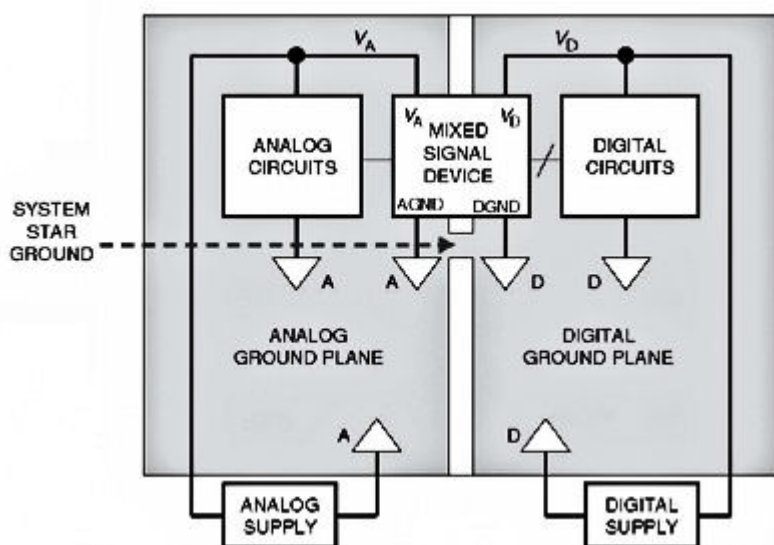 VA
VD
ANALOG
CIRCUITS
VA
VD
MIXED
SIGNAL
DEVICE
AGND
DGND
DIGITAL
CIRCUITS
SYSTEM
STAR
GROUND
A
A
D
D
ANALOG
GROUND PLANE
DIGITAL
GROUND PLANE
A
D
ANALOG
SUPPLY
DIGITAL
SUPPLY